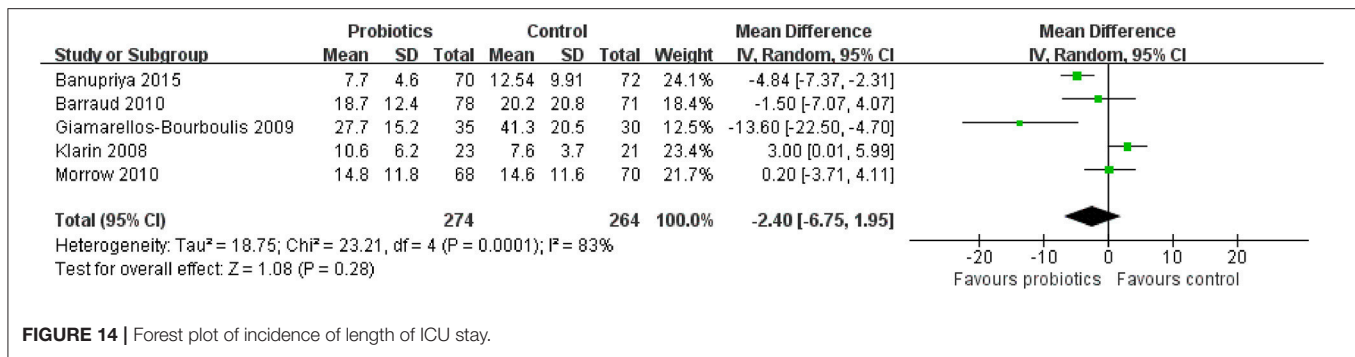 Probiotics Control Mean Difference Mean Difference
Study or Subgroup Mean SD Total Mean SD Total Weight IV, Random, 95% CI IV, Random, 95% CI
Banupriya 2015 7.7 4.6 70 12.54 9.91 72 24.1% -4.84 [-7.37, -2.31]
Barraud 2010 18.7 12.4 78 20.2 20.8 71 18.4% -1.50 [-7.07, 4.07]
Giamarellos-Bourboulis 2009 27.7 15.2 35 41.3 20.5 30 12.5% -13.60 [-22.50, -4.70]
Klarin 2008 10.6 6.2 23 7.6 3.7 21 23.4% 3.00 [0.01, 5.99]
Morrow 2010 14.8 11.8 68 14.6 11.6 70 21.7% 0.20 [-3.71, 4.11]
Total (95% CI) 274 264 100.0% -2.40 [-6.75, 1.95]
Heterogeneity: Tau² = 18.75; Chi² = 23.21, df = 4 (P = 0.0001); I² = 83%
Test for overall effect: Z = 1.08 (P = 0.28)
-20 -10 0 10 20
Favours probiotics Favours control
FIGURE 14 | Forest plot of incidence of length of ICU stay.